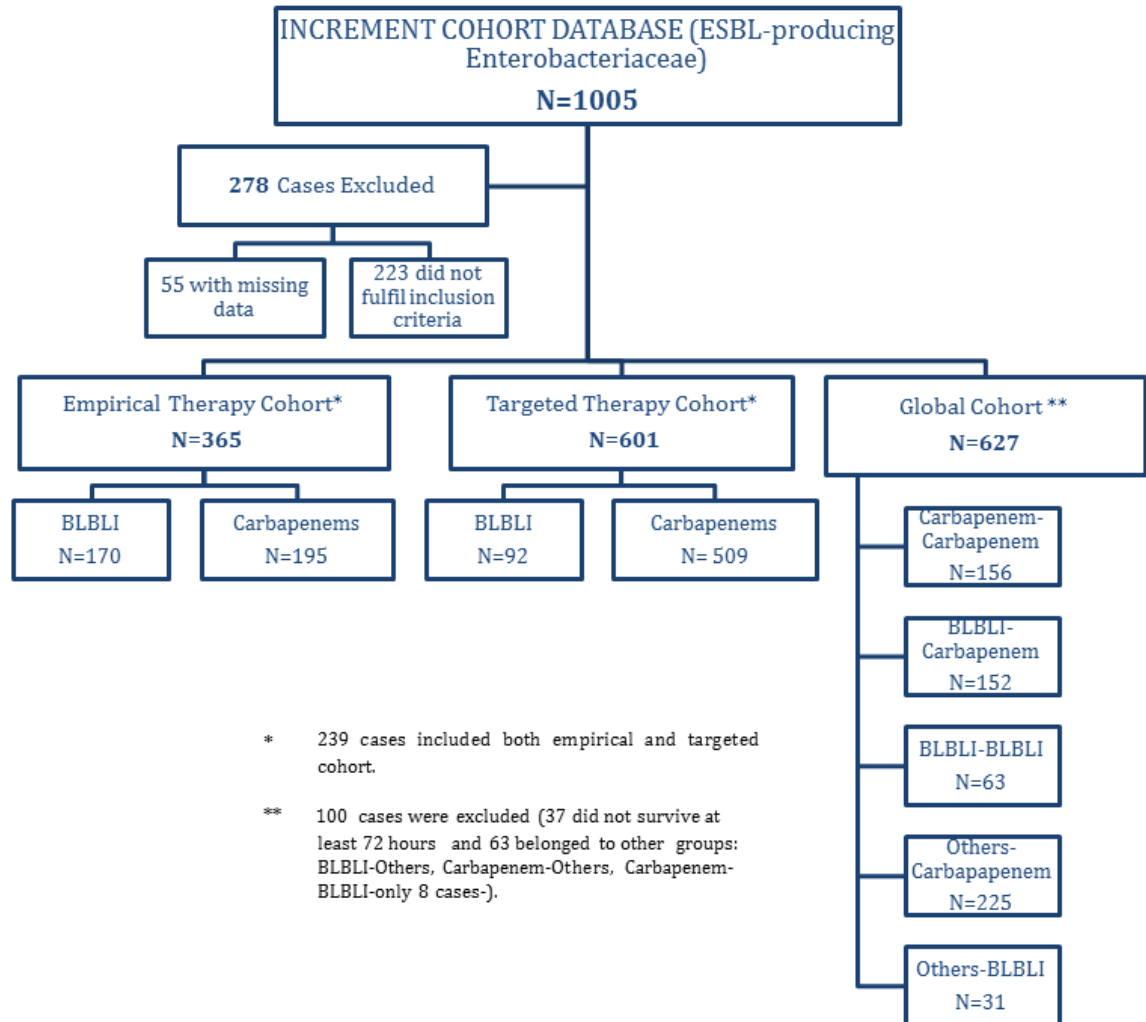 INCREMENT COHORT DATABASE (ESBL-producing
Enterobacteriaceae)
N=1005
278 Cases Excluded
55 with missing
data
223 did not
fulfil inclusion
criteria
Empirical Therapy Cohort*
N=365
Targeted Therapy Cohort*
N=601
Global Cohort **
N=627
BLBLI
N=170
Carbapenems
N=195
BLBLI
N=92
Carbapenems
N= 509
Carbapenem-
Carbapenem
N=156
BLBLI-
Carbapenem
N=152
BLBLI-BLBLI
N=63
Others-
Carbapapenem
N=225
Others-BLBLI
N=31
* 239 cases included both empirical and targeted
cohort.
** 100 cases were excluded (37 did not survive at
least 72 hours and 63 belonged to other groups:
BLBLI-Others, Carbapenem-Others, Carbapenem-
BLBLI-only 8 cases-).